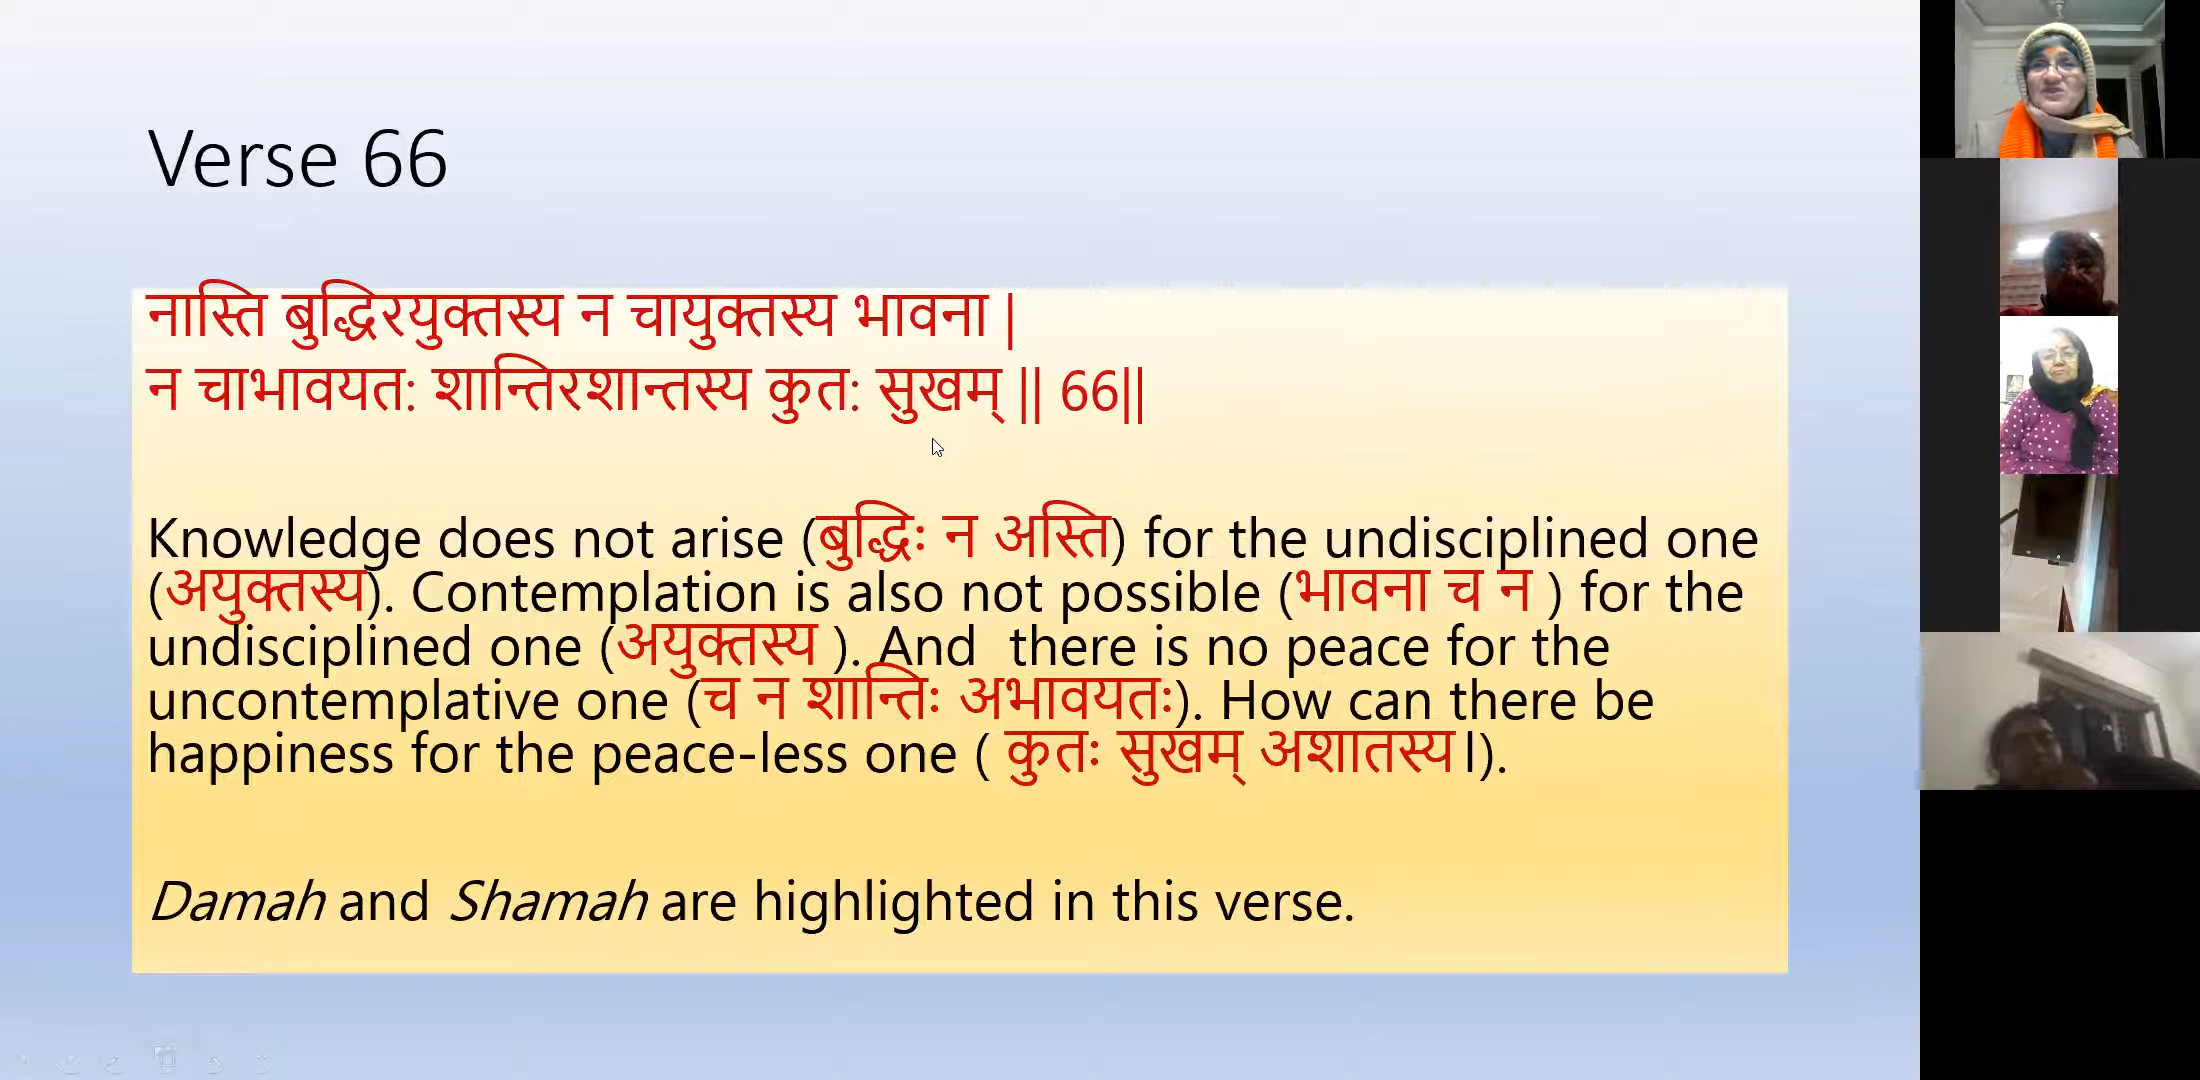 Verse 66
नास्ति बुद्धिरयुक्तस्य न चायुक्तस्य भावना |
न चाभावयत: शान्तिरशान्तस्य कुत: सुखम् || 66||
Knowledge does not arise (बुद्धिः न अस्ति) for the undisciplined one
(अयुक्तस्य). Contemplation is also not possible (भावना च न ) for the
undisciplined one (अयुक्तस्य ). And  there is no peace for the
uncontemplative one (च न शान्तिः अभावयतः). How can there be
happiness for the peace-less one ( कुतः सुखम् अशातस्य।).
Damah and Shamah are highlighted in this verse.